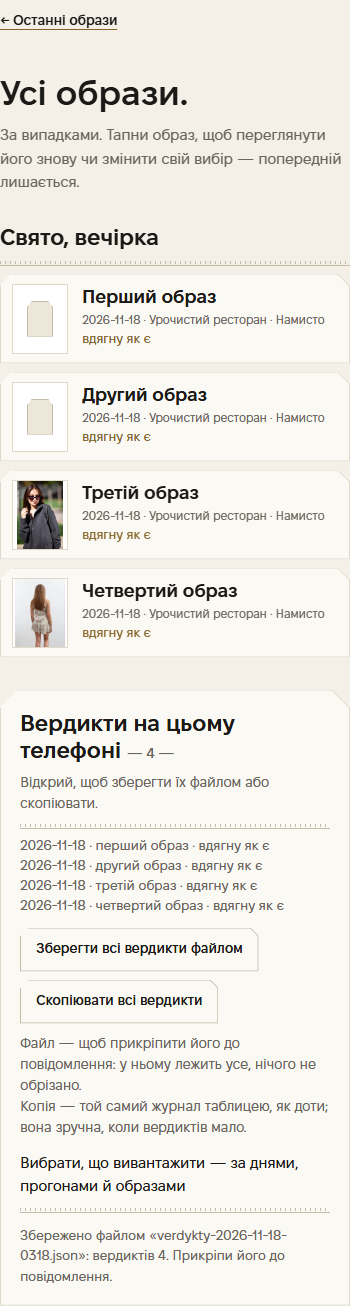 ← Останні образи
Усі образи.
За випадками. Тапни образ, щоб переглянути
його знову чи змінити свій вибір — попередній
лишається.
Свято, вечірка
Перший образ
2026-11-18 · Урочистий ресторан · Намисто
вдягну як є
Другий образ
2026-11-18 · Урочистий ресторан · Намисто
вдягну як є
Третій образ
2026-11-18 · Урочистий ресторан · Намисто
вдягну як є
Четвертий образ
2026-11-18 · Урочистий ресторан · Намисто
вдягну як є
Вердикти на цьому
телефоні — 4 —
Відкрий, щоб зберегти їх файлом або
скопіювати.
2026-11-18 · перший образ · вдягну як є
2026-11-18 · другий образ · вдягну як є
2026-11-18 · третій образ · вдягну як є
2026-11-18 · четвертий образ · вдягну як є
Зберегти всі вердикти файлом
Скопіювати всі вердикти
Файл — щоб прикріпити його до
повідомлення: у ньому лежить усе, нічого не
обрізано.
Копія — той самий журнал таблицею, як доти;
вона зручна, коли вердиктів мало.
Вибрати, що вивантажити — за днями,
прогонами й образами
Збережено файлом «verdykty-2026-11-18-
0318.json»: вердиктів 4. Прикріпи його до
повідомлення.